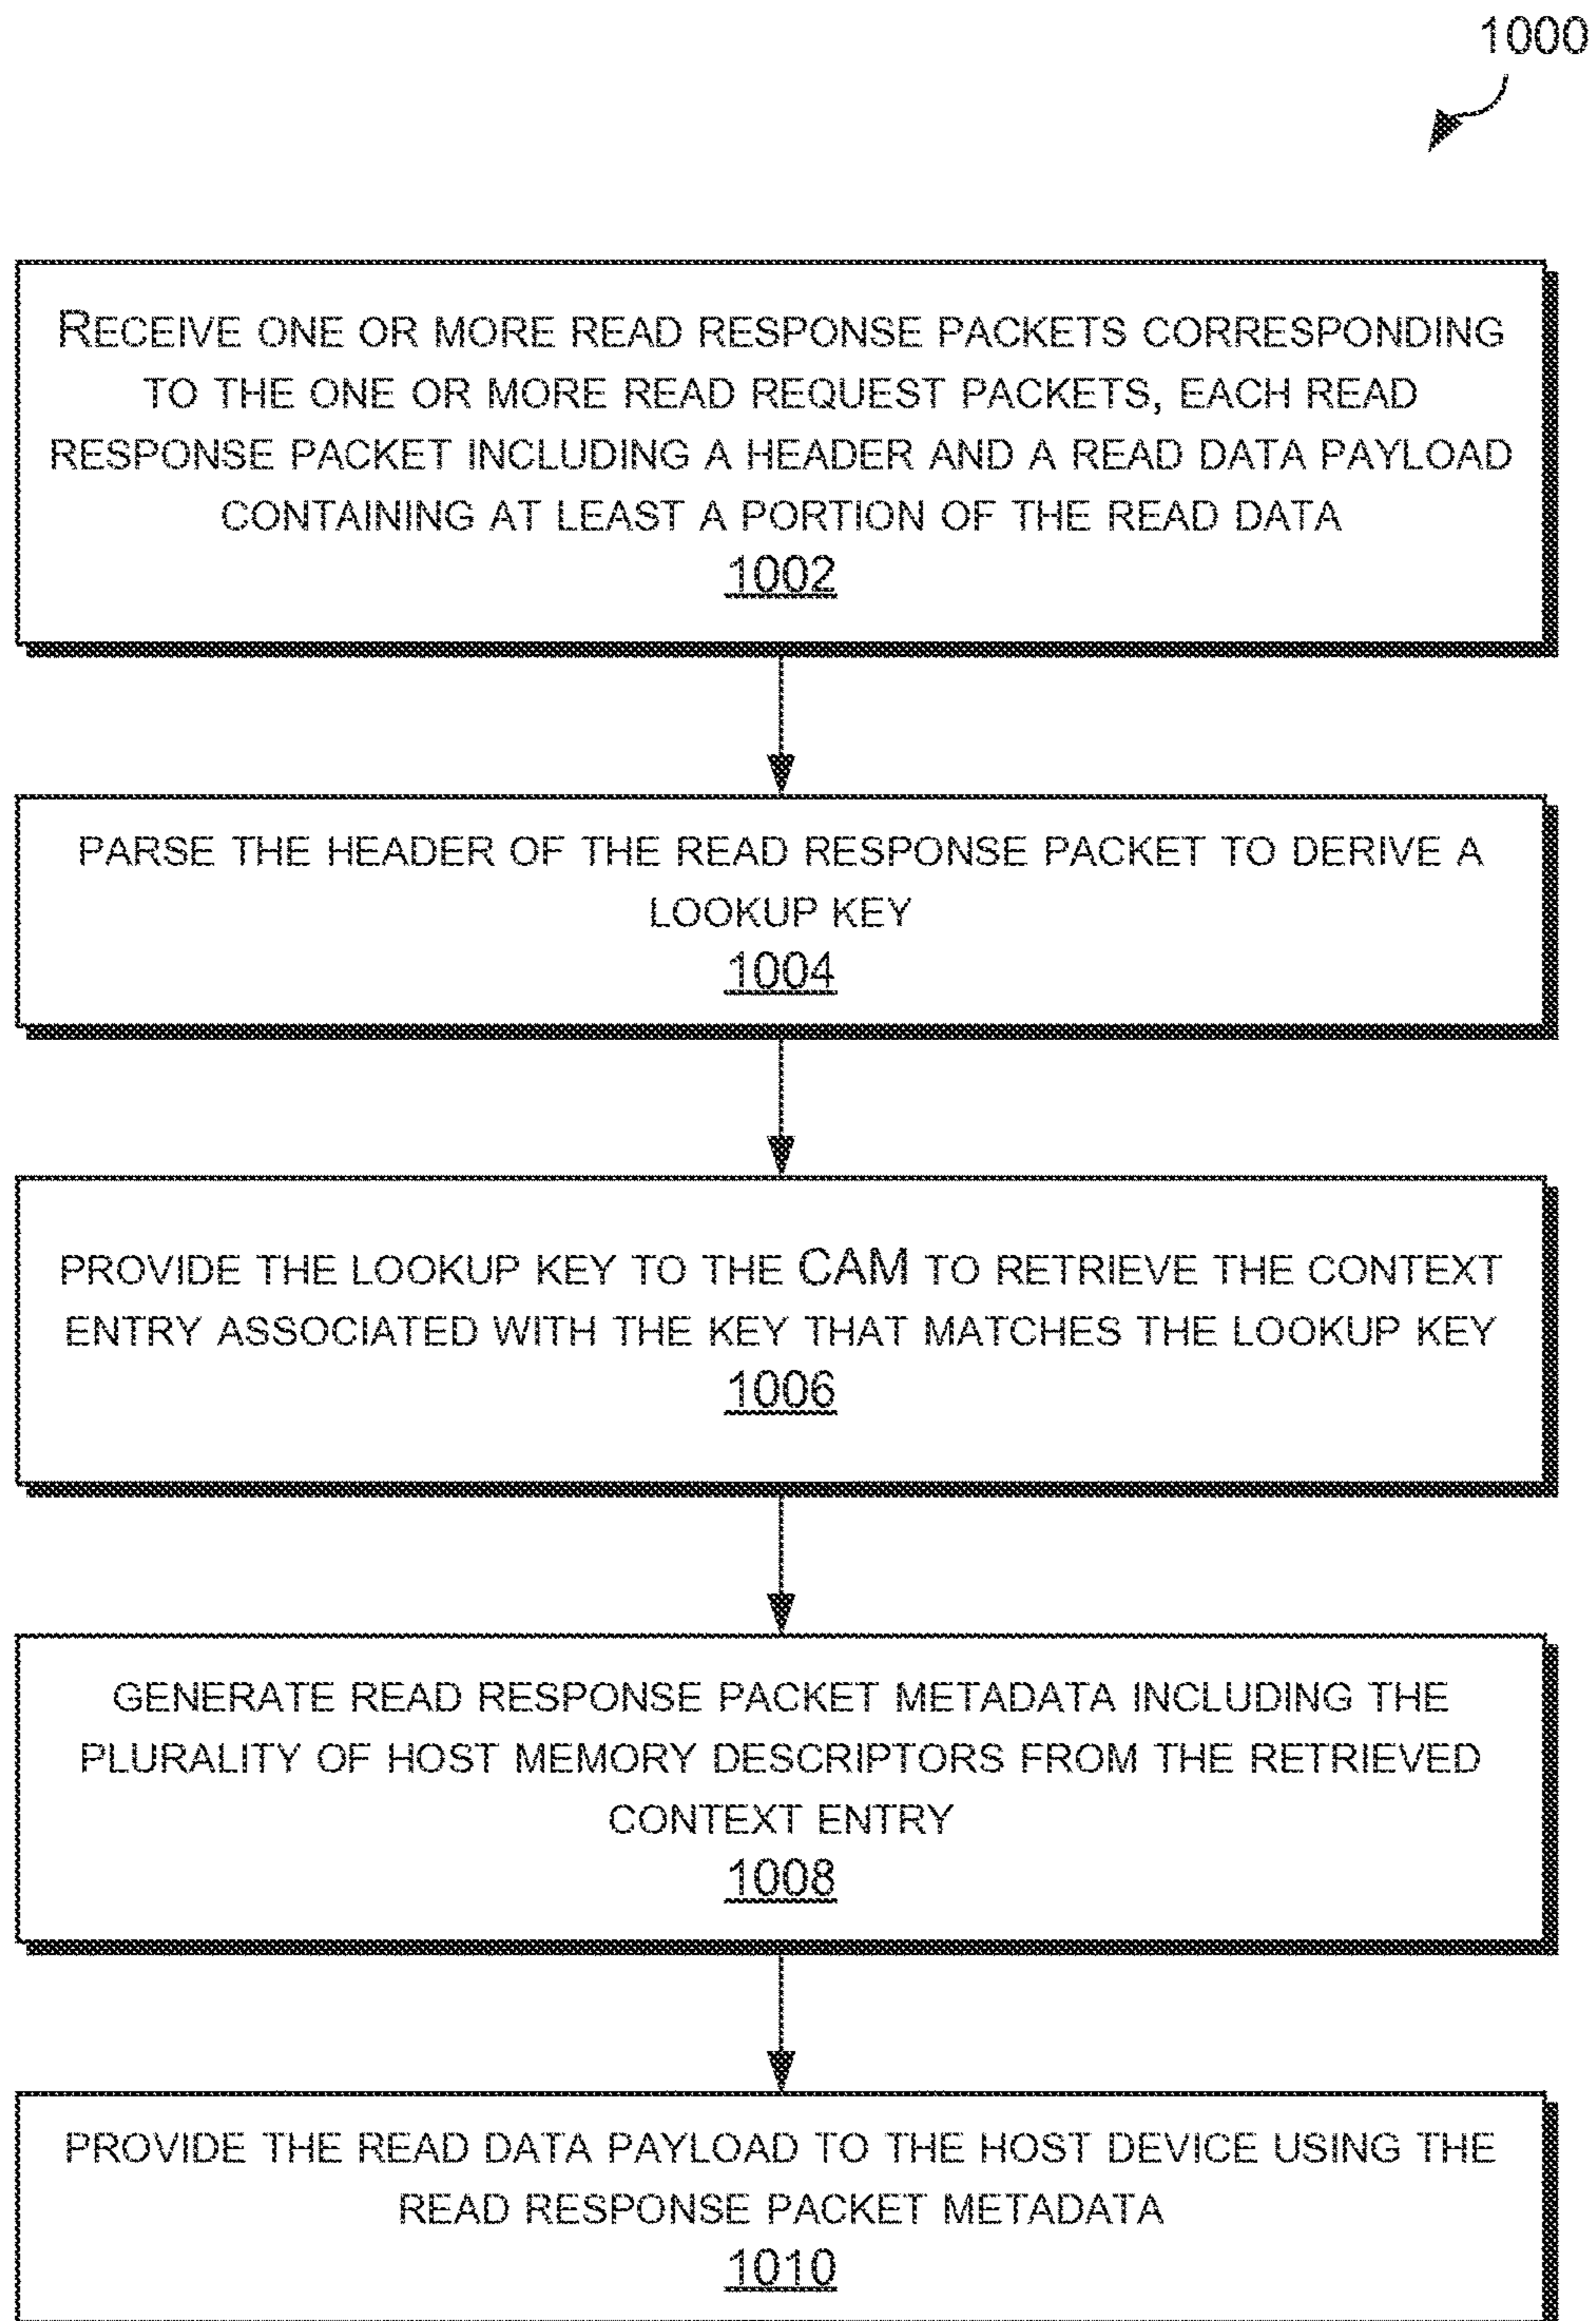 1000
RECEIVE ONE OR MORE READ RESPONSE PACKETS CORRESPONDING
TO THE ONE OR MORE READ REQUEST PACKETS, EACH READ
RESPONSE PACKET INCLUDING A HEADER AND A READ DATA PAYLOAD
CONTAINING AT LEAST A PORTION OF THE READ DATA
1002
PARSE THE HEADER OF THE READ RESPONSE PACKET TO DERIVE A
LOOKUP KEY
1004
PROVIDE THE LOOKUP KEY TO THE CAM TO RETRIEVE THE CONTEXT
ENTRY ASSOCIATED WITH THE KEY THAT MATCHES THE LOOKUP KEY
1006
GENERATE READ RESPONSE PACKET METADATA INCLUDING THE
PLURALITY OF HOST MEMORY DESCRIPTORS FROM THE RETRIEVED
CONTEXT ENTRY
1008
PROVIDE THE READ DATA PAYLOAD TO THE HOST DEVICE USING THE
READ RESPONSE PACKET METADATA
1010